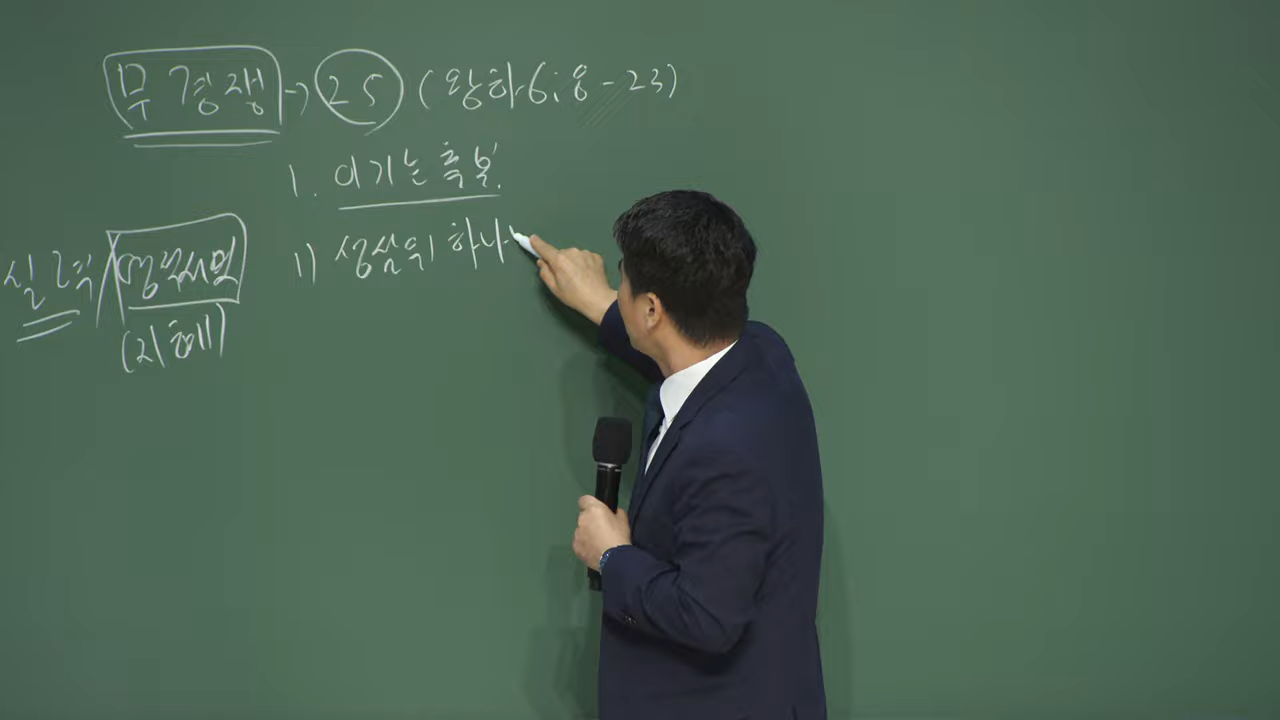 무경쟁 → 25 (왕하6:8-23)
1. 이기는 축복.
1) 성삼위 하나
실력 / 영적서밋
(지혜)